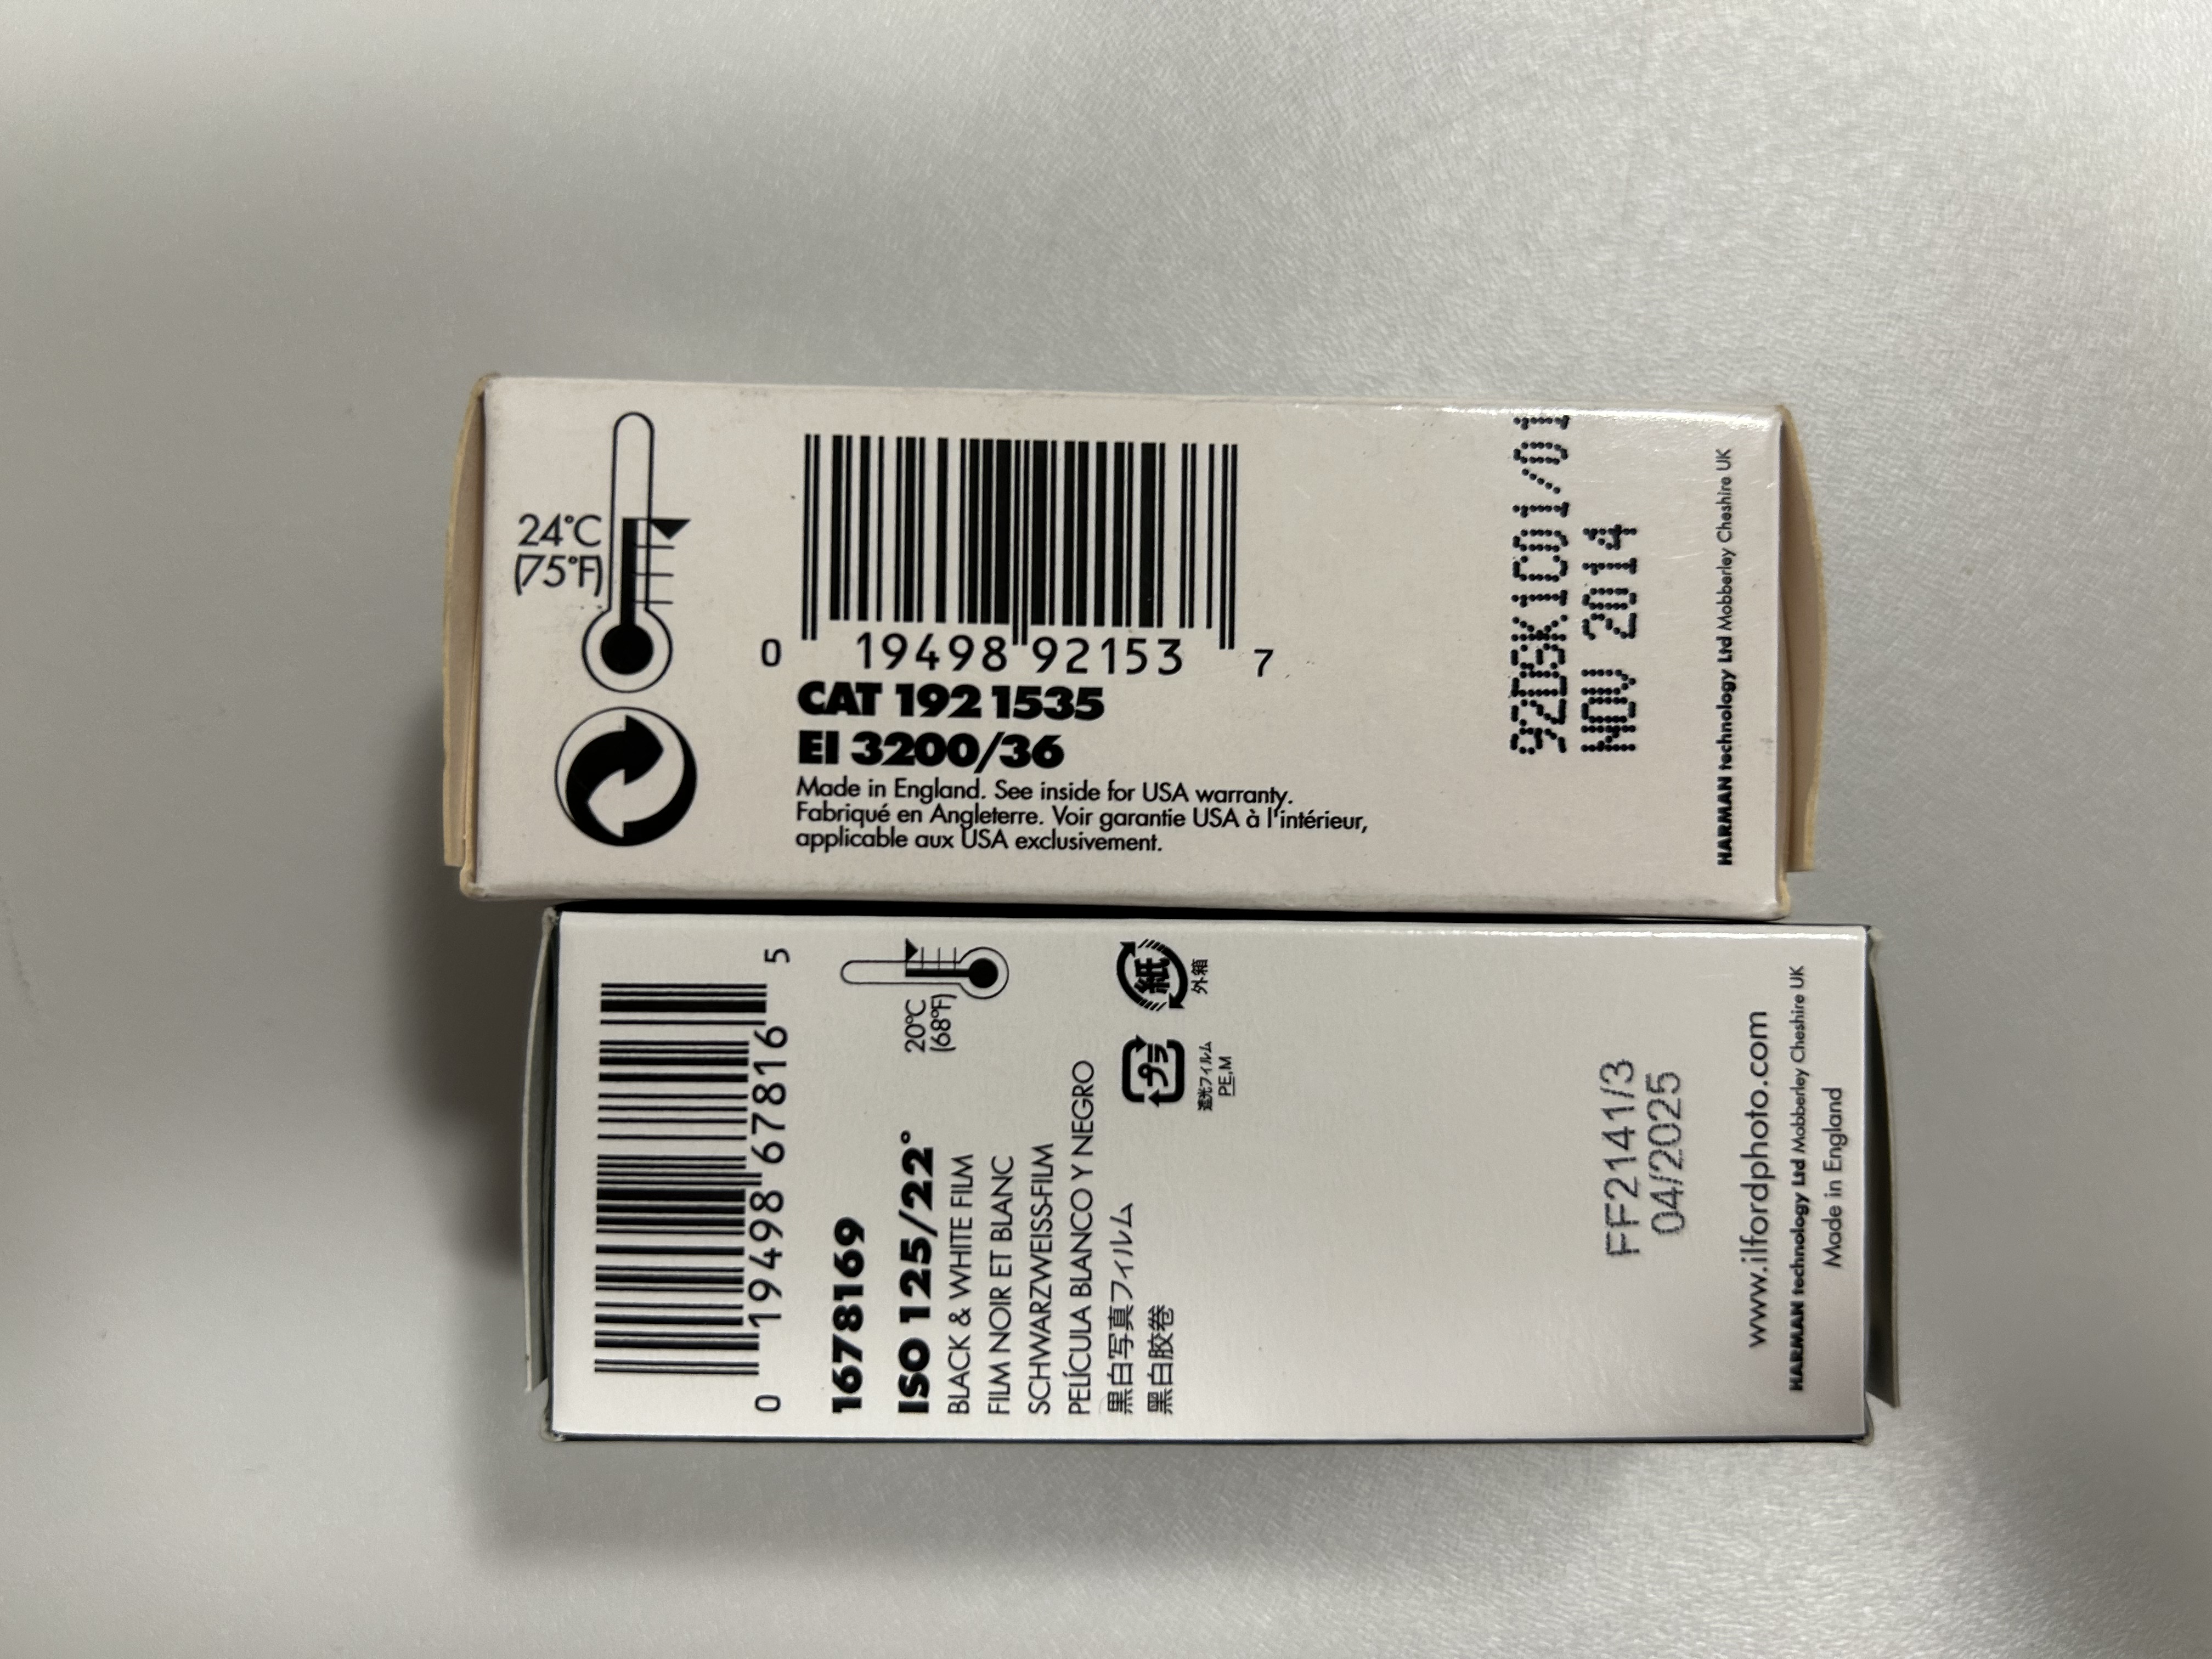 24°C
(75°F)
0 19498 92153 7
CAT 192 1535
EI 3200/36
Made in England. See inside for USA warranty.
Fabriqué en Angleterre. Voir garantie USA à l'intérieur,
applicable aux USA exclusivement.
92DBK1C01/01
NOV 2014
HARMAN technology Ltd Mobberley Cheshire UK
0 19498 67816 5
1678169
ISO 125/22°
20°C
(68°F)
BLACK & WHITE FILM
FILM NOIR ET BLANC
SCHWARZWEISS-FILM
PELÍCULA BLANCO Y NEGRO
黒白写真フィルム
黑白胶卷
プラ
遮光フィルム
PE,M
紙
外箱
FF2141/3
04/2025
www.ilfordphoto.com
HARMAN technology Ltd Mobberley Cheshire UK
Made in England